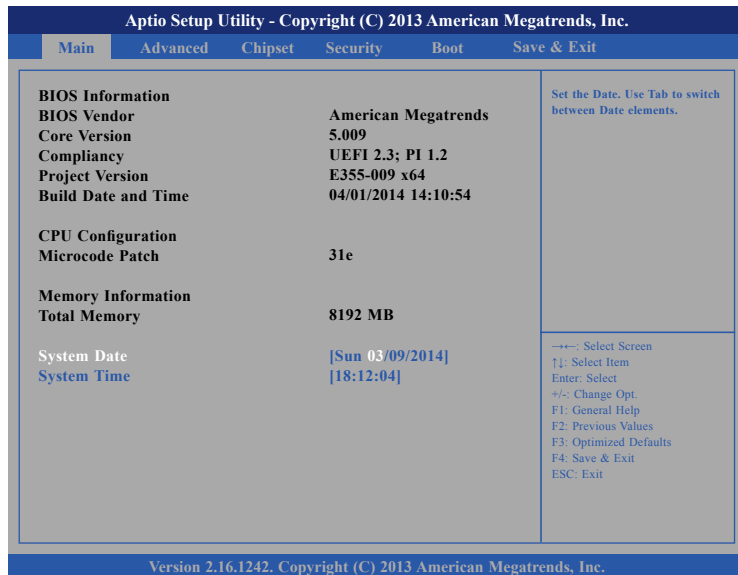 Aptio Setup Utility - Copyright (C) 2013 American Megatrends, Inc.
Main Advanced Chipset Security Boot Save & Exit
BIOS Information
BIOS Vendor American Megatrends
Core Version 5.009
Compliancy UEFI 2.3; PI 1.2
Project Version E355-009 x64
Build Date and Time 04/01/2014 14:10:54
CPU Configuration
Microcode Patch 31e
Memory Information
Total Memory 8192 MB
System Date [Sun 03/09/2014]
System Time [18:12:04]
Set the Date. Use Tab to switch
between Date elements.
→←: Select Screen
↑↓: Select Item
Enter: Select
+/-: Change Opt.
F1: General Help
F2: Previous Values
F3: Optimized Defaults
F4: Save & Exit
ESC: Exit
Version 2.16.1242. Copyright (C) 2013 American Megatrends, Inc.